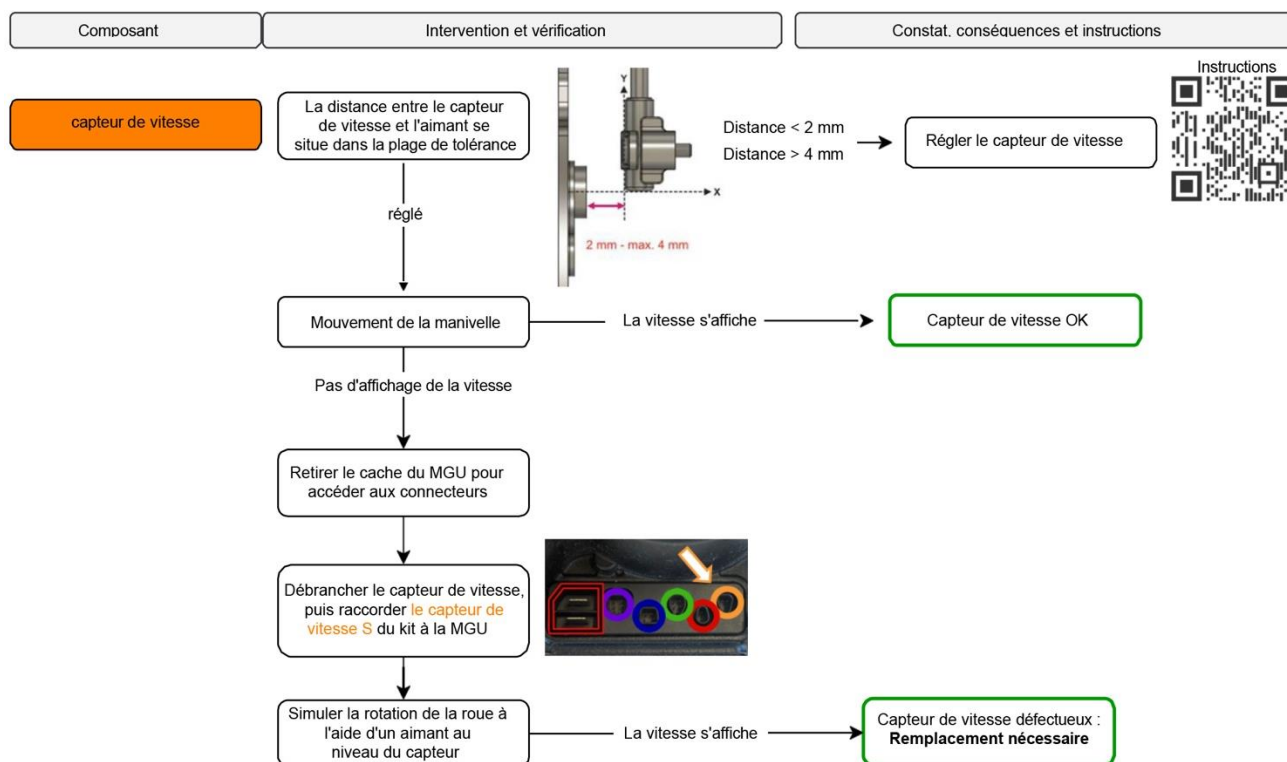 Composant
Intervention et vérification
Constat, conséquences et instructions
Instructions
capteur de vitesse
La distance entre le capteur
de vitesse et l'aimant se
situe dans la plage de tolérance
Y
X
2 mm - max. 4 mm
Distance < 2 mm
Distance > 4 mm
Régler le capteur de vitesse
réglé
Mouvement de la manivelle
La vitesse s'affiche
Capteur de vitesse OK
Pas d'affichage de la vitesse
Retirer le cache du MGU pour
accéder aux connecteurs
Débrancher le capteur de vitesse,
puis raccorder le capteur de
vitesse S du kit à la MGU
Simuler la rotation de la roue à
l'aide d'un aimant au
niveau du capteur
La vitesse s'affiche
Capteur de vitesse défectueux :
Remplacement nécessaire